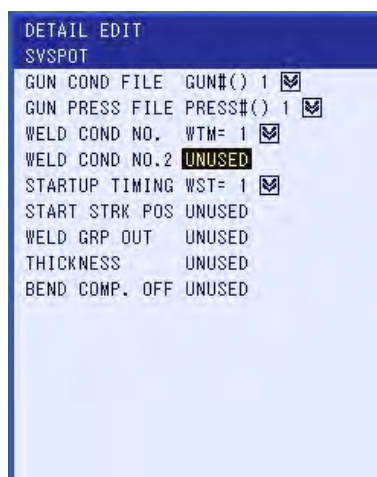 DETAIL EDIT
SVSPOT
GUN COND FILE GUN#() 1
GUN PRESS FILE PRESS#() 1
WELD COND NO. WTM= 1
WELD COND NO.2 UNUSED
STARTUP TIMING WST= 1
START STRK POS UNUSED
WELD GRP OUT UNUSED
THICKNESS UNUSED
BEND COMP. OFF UNUSED